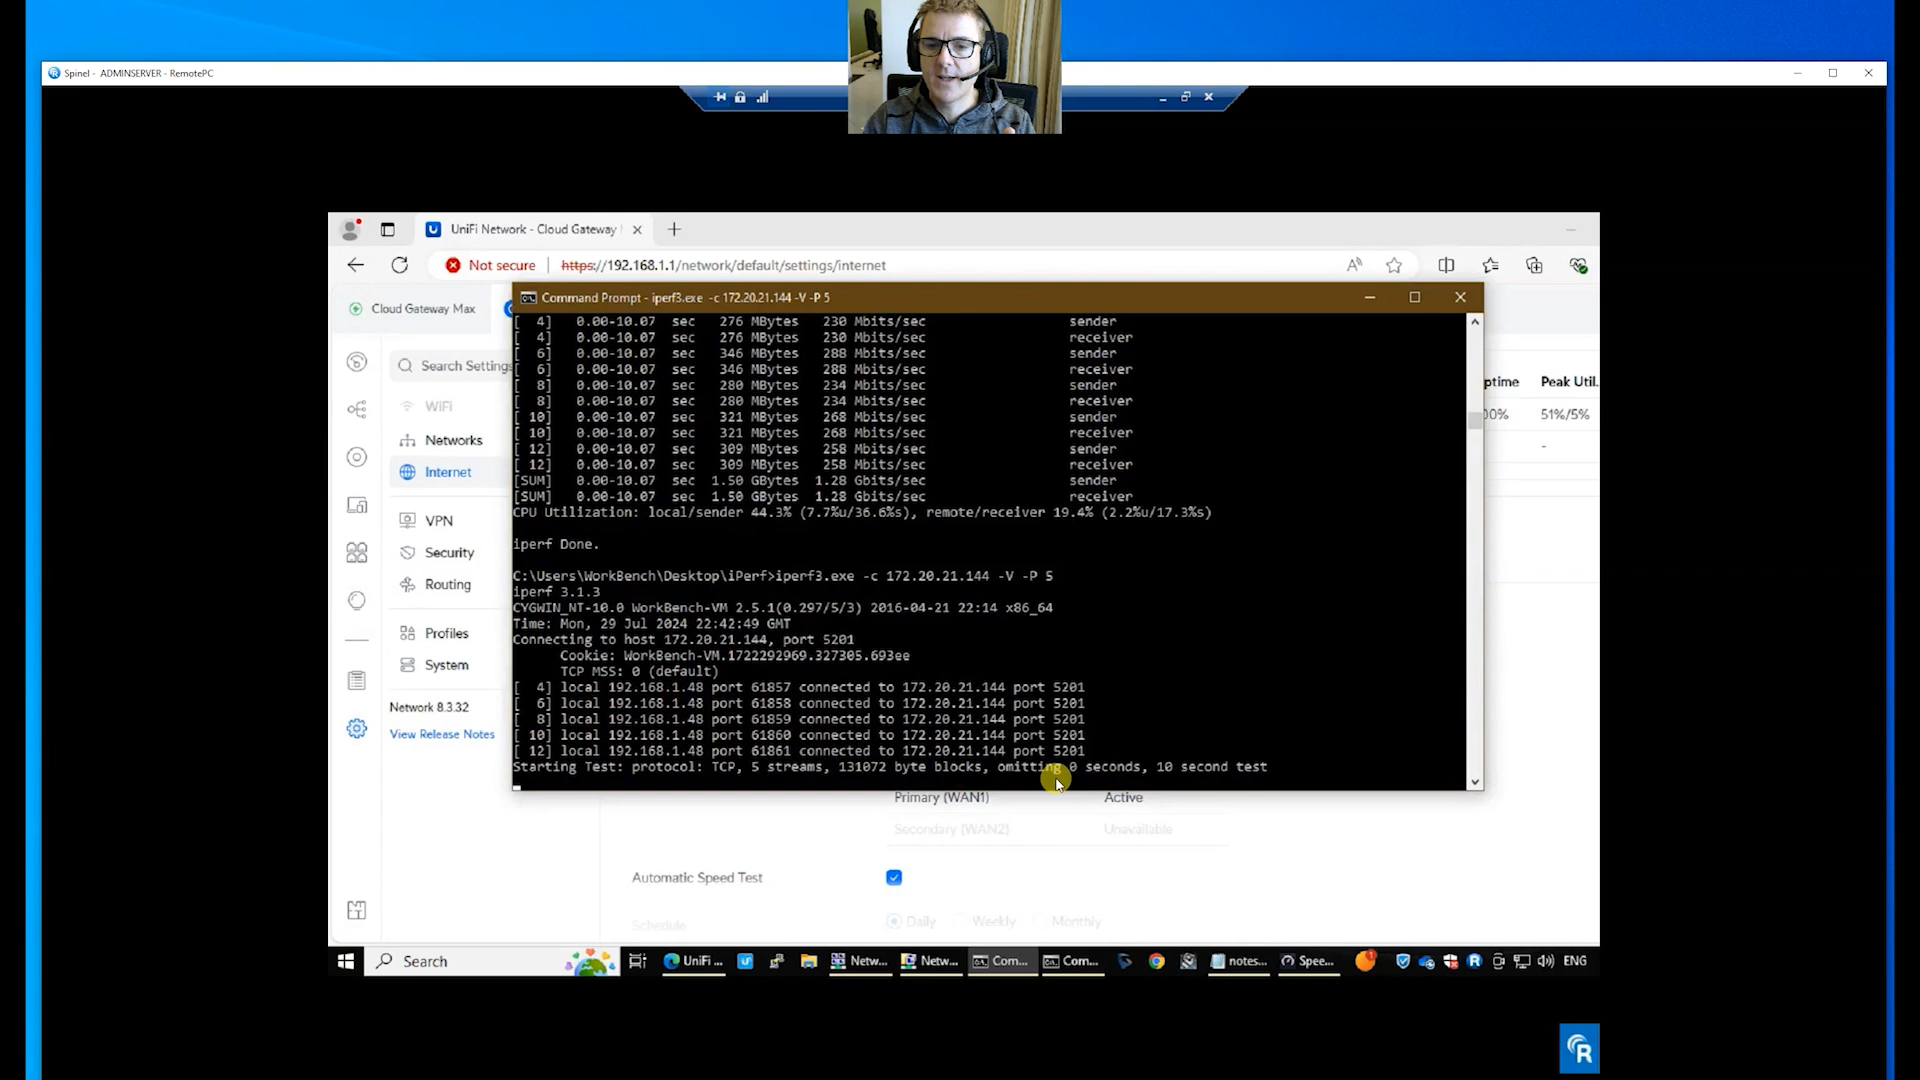 Spinel - ADMINSERVER - RemotePC
UniFi Network - Cloud Gateway
Not secure https://192.168.1.1/network/default/settings/internet
Cloud Gateway Max
Command Prompt - iperf3.exe -c 172.20.21.144 -V -P 5
[  4]   0.00-10.07  sec   276 MBytes   230 Mbits/sec                  sender
[  4]   0.00-10.07  sec   276 MBytes   230 Mbits/sec                  receiver
[  6]   0.00-10.07  sec   346 MBytes   288 Mbits/sec                  sender
[  6]   0.00-10.07  sec   346 MBytes   288 Mbits/sec                  receiver
[  8]   0.00-10.07  sec   280 MBytes   234 Mbits/sec                  sender
[  8]   0.00-10.07  sec   280 MBytes   234 Mbits/sec                  receiver
[ 10]   0.00-10.07  sec   321 MBytes   268 Mbits/sec                  sender
[ 10]   0.00-10.07  sec   321 MBytes   268 Mbits/sec                  receiver
[ 12]   0.00-10.07  sec   309 MBytes   258 Mbits/sec                  sender
[ 12]   0.00-10.07  sec   309 MBytes   258 Mbits/sec                  receiver
[SUM]   0.00-10.07  sec  1.50 GBytes  1.28 Gbits/sec                  sender
[SUM]   0.00-10.07  sec  1.50 GBytes  1.28 Gbits/sec                  receiver
CPU Utilization: local/sender 44.3% (7.7%u/36.6%s), remote/receiver 19.4% (2.2%u/17.3%s)
iperf Done.
C:\Users\WorkBench\Desktop\iPerf>iperf3.exe -c 172.20.21.144 -V -P 5
iperf 3.1.3
CYGWIN_NT-10.0 WorkBench-VM 2.5.1(0.297/5/3) 2016-04-21 22:14 x86_64
Time: Mon, 29 Jul 2024 22:42:49 GMT
Connecting to host 172.20.21.144, port 5201
Cookie: WorkBench-VM.1722292969.327305.693ee
TCP MSS: 0 (default)
[  4] local 192.168.1.48 port 61857 connected to 172.20.21.144 port 5201
[  6] local 192.168.1.48 port 61858 connected to 172.20.21.144 port 5201
[  8] local 192.168.1.48 port 61859 connected to 172.20.21.144 port 5201
[ 10] local 192.168.1.48 port 61860 connected to 172.20.21.144 port 5201
[ 12] local 192.168.1.48 port 61861 connected to 172.20.21.144 port 5201
Starting Test: protocol: TCP, 5 streams, 131072 byte blocks, omitting 0 seconds, 10 second test
Search Settings
WiFi
Networks
Internet
VPN
Security
Routing
Profiles
System
Network 8.3.32
View Release Notes
ptime Peak Util.
00% 51%/5%
-
Primary (WAN1) Active
Secondary (WAN2) Unavailable
Automatic Speed Test
Schedule Daily Weekly Monthly
Search UniFi ... Netw... Netw... Com... Com... notes... Spee... ENG